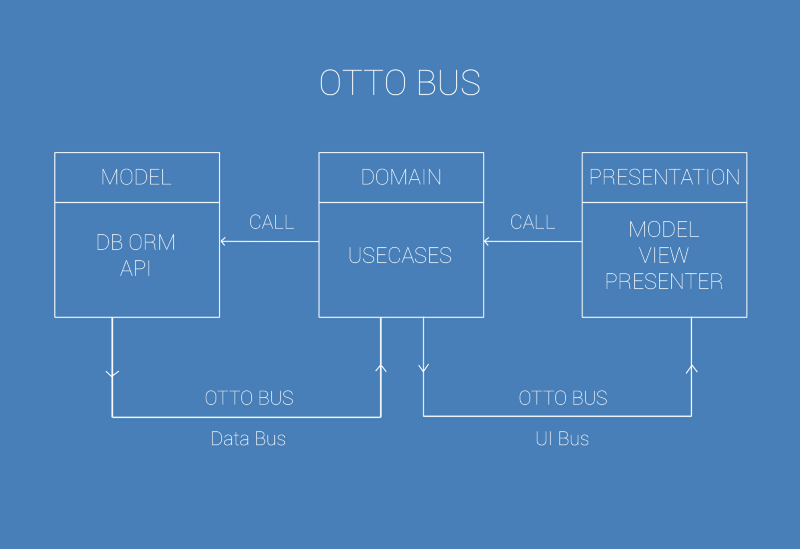 OTTO BUS
MODEL
DB ORM
API
CALL
DOMAIN
USECASES
CALL
PRESENTATION
MODEL
VIEW
PRESENTER
OTTO BUS
Data Bus
OTTO BUS
UI Bus